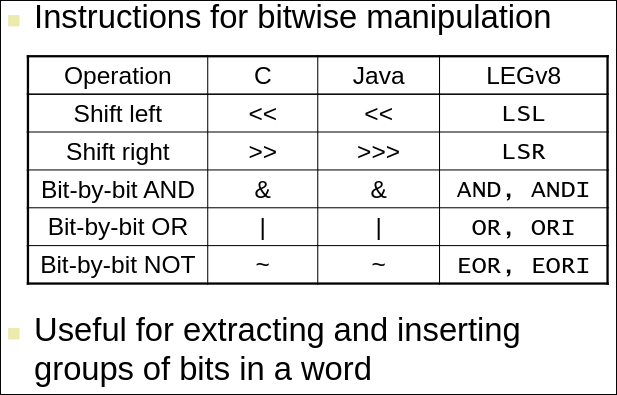 Instructions for bitwise manipulation
Operation C Java LEGv8
Shift left << << LSL
Shift right >> >>> LSR
Bit-by-bit AND & & AND, ANDI
Bit-by-bit OR | | OR, ORI
Bit-by-bit NOT ~ ~ EOR, EORI
Useful for extracting and inserting
groups of bits in a word